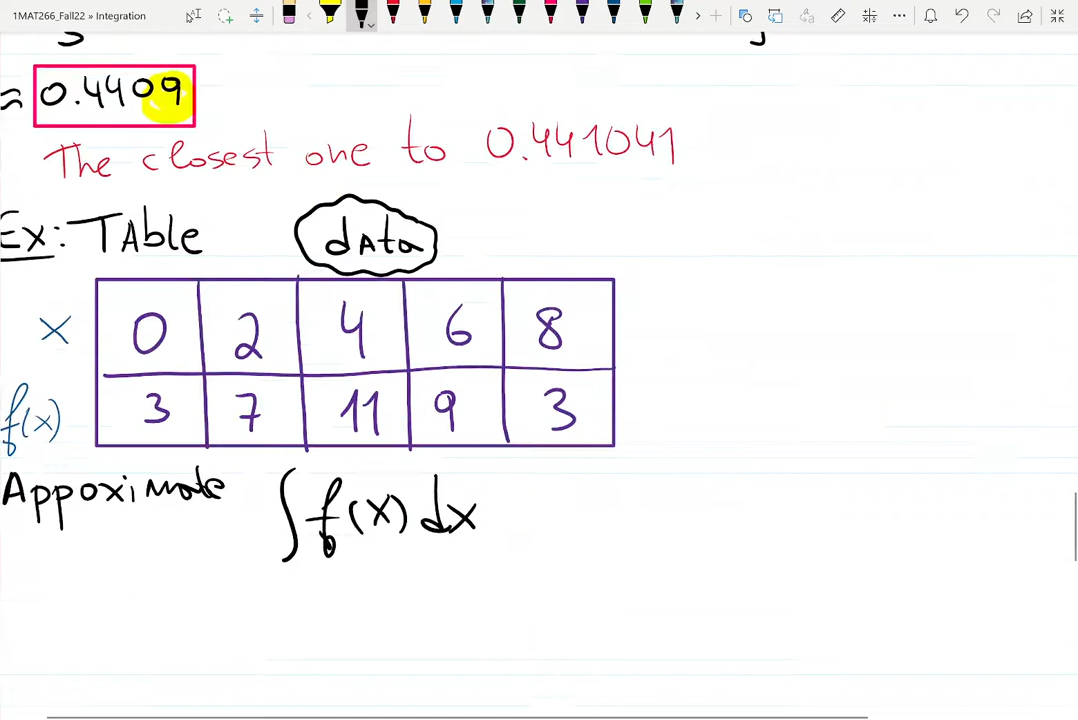 1MAT266_Fall22 » Integration
≈ 0.4409
The closest one to 0.441041
Ex: TAble data
x 0 2 4 6 8
f(x) 3 7 11 9 3
Appoximate ∫ f(x) dx